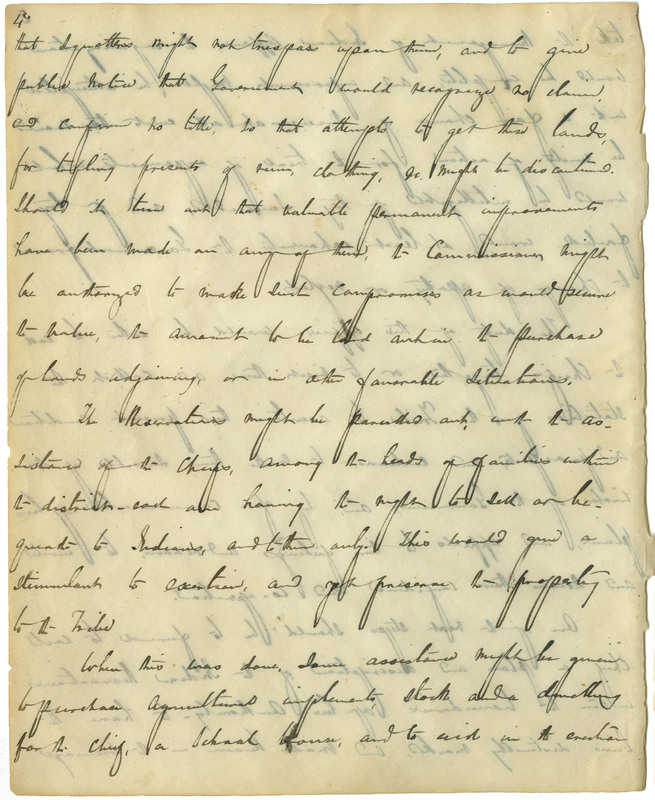 4
that squatters might not trespass upon them, and to give
public notice that Government would recognize no claim,
and confirm no title, so that attempts to get these lands,
for trifling presents of rum, clothing, &c. might be discontinued.
Should it turn out that valuable permanent improvements
have been made on any of them, the Commissioner might
be authorized to make such compromises as would secure
the value, the amount to be laid out in the purchase
of lands adjoining, or in other favorable situations.
The Reservation might be parcelled out, with the as-
sistance of the Chiefs, among the heads of families within
the district - each one having the right to sell or be-
queath to Indians, and to them only. This would give a
stimulant to exertion, and yet preserve the property
to the Tribe
When this was done, some assistance might be given
to purchase agricultural implements, stock and a dwelling
for the Chief, a School House, and to aid in the erection